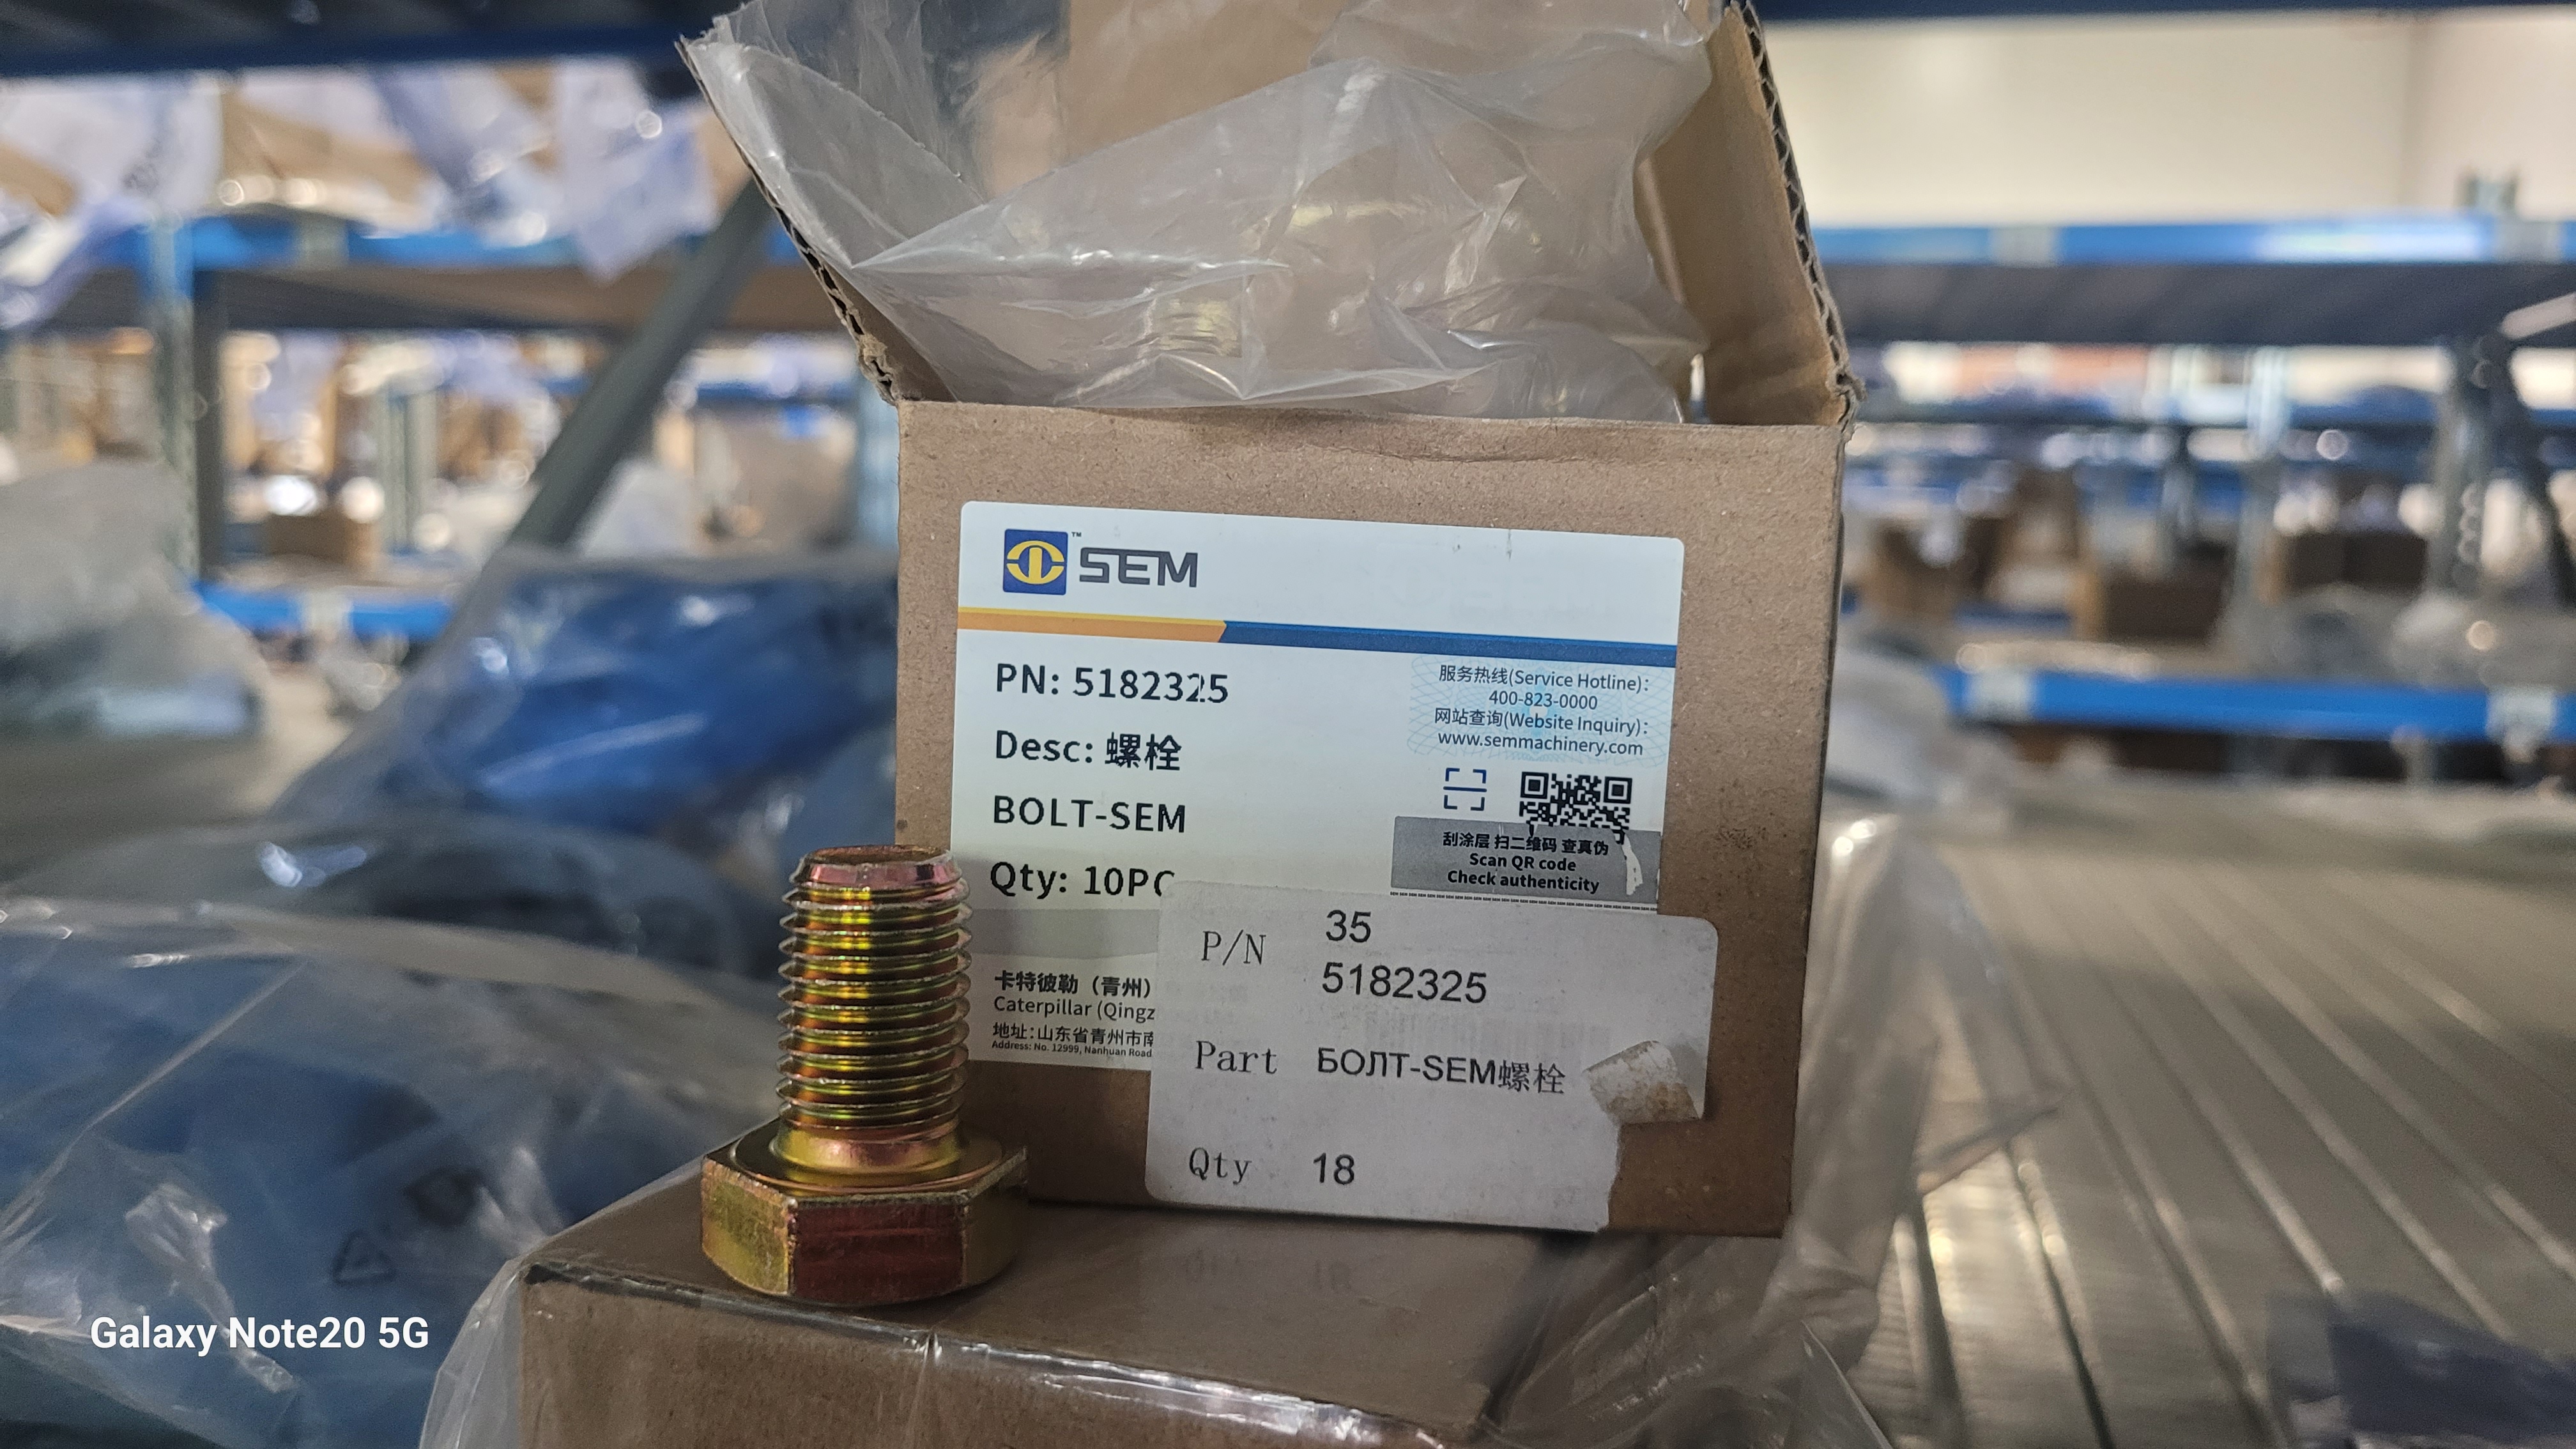 ™ SEM
PN: 5182325
Desc: 螺栓
BOLT-SEM
Qty: 10PC
服务热线(Service Hotline):
400-823-0000
网站查询(Website Inquiry):
www.semmachinery.com
刮涂层 扫二维码 查真伪
Scan QR code
Check authenticity
卡特彼勒（青州）
Caterpillar (Qingz
地址:山东省青州市南
Address: No. 12999, Nanhuan Road
35
P/N 5182325
Part БОЛТ-SEM螺栓
Qty 18
Galaxy Note20 5G